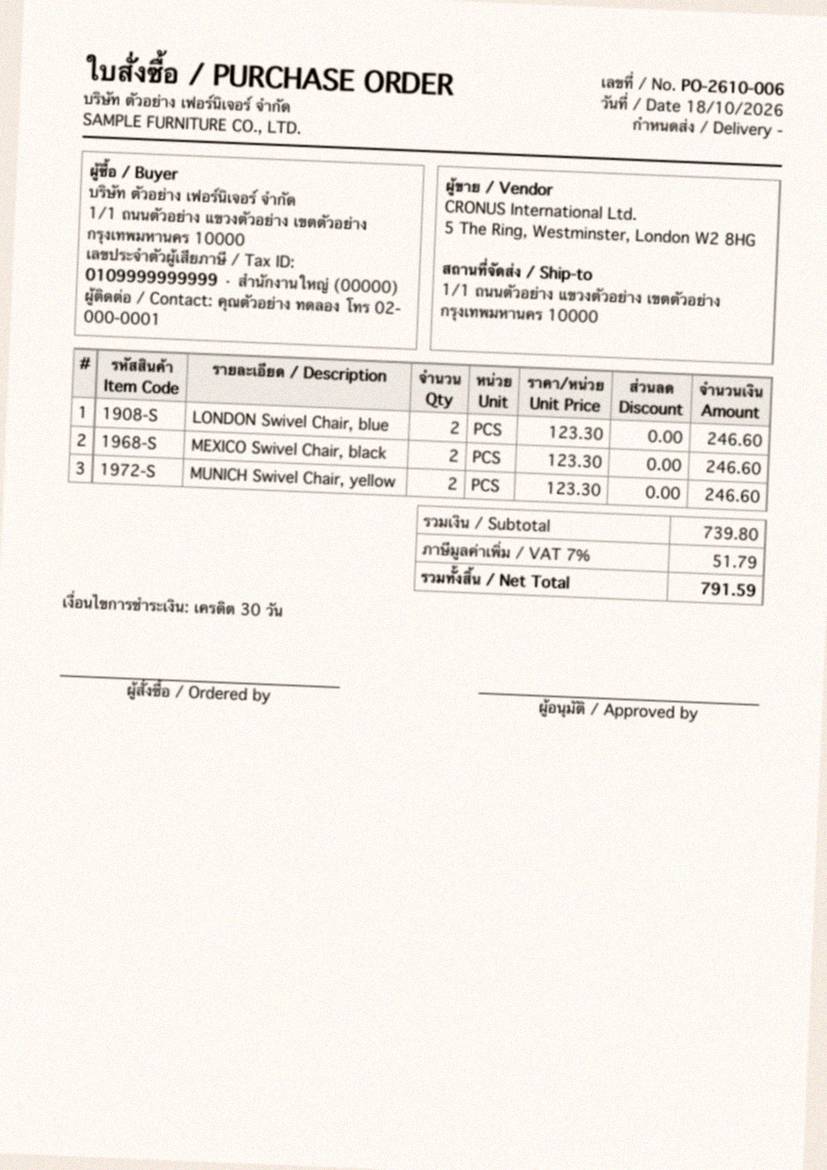 ใบสั่งซื้อ / PURCHASE ORDER
บริษัท ตัวอย่าง เฟอร์นิเจอร์ จำกัด
SAMPLE FURNITURE CO., LTD.
เลขที่ / No. PO-2610-006
วันที่ / Date 18/10/2026
กำหนดส่ง / Delivery -
ผู้ซื้อ / Buyer
บริษัท ตัวอย่าง เฟอร์นิเจอร์ จำกัด
1/1 ถนนตัวอย่าง แขวงตัวอย่าง เขตตัวอย่าง
กรุงเทพมหานคร 10000
เลขประจำตัวผู้เสียภาษี / Tax ID:
0109999999999 · สำนักงานใหญ่ (00000)
ผู้ติดต่อ / Contact: คุณตัวอย่าง ทดลอง โทร 02-
000-0001
ผู้ขาย / Vendor
CRONUS International Ltd.
5 The Ring, Westminster, London W2 8HG
สถานที่จัดส่ง / Ship-to
1/1 ถนนตัวอย่าง แขวงตัวอย่าง เขตตัวอย่าง
กรุงเทพมหานคร 10000
# รหัสสินค้า รายละเอียด / Description จำนวน หน่วย ราคา/หน่วย ส่วนลด จำนวนเงิน
Item Code Qty Unit Unit Price Discount Amount
1 1908-S LONDON Swivel Chair, blue 2 PCS 123.30 0.00 246.60
2 1968-S MEXICO Swivel Chair, black 2 PCS 123.30 0.00 246.60
3 1972-S MUNICH Swivel Chair, yellow 2 PCS 123.30 0.00 246.60
รวมเงิน / Subtotal 739.80
ภาษีมูลค่าเพิ่ม / VAT 7% 51.79
รวมทั้งสิ้น / Net Total 791.59
เงื่อนไขการชำระเงิน: เครดิต 30 วัน
ผู้สั่งซื้อ / Ordered by
ผู้อนุมัติ / Approved by